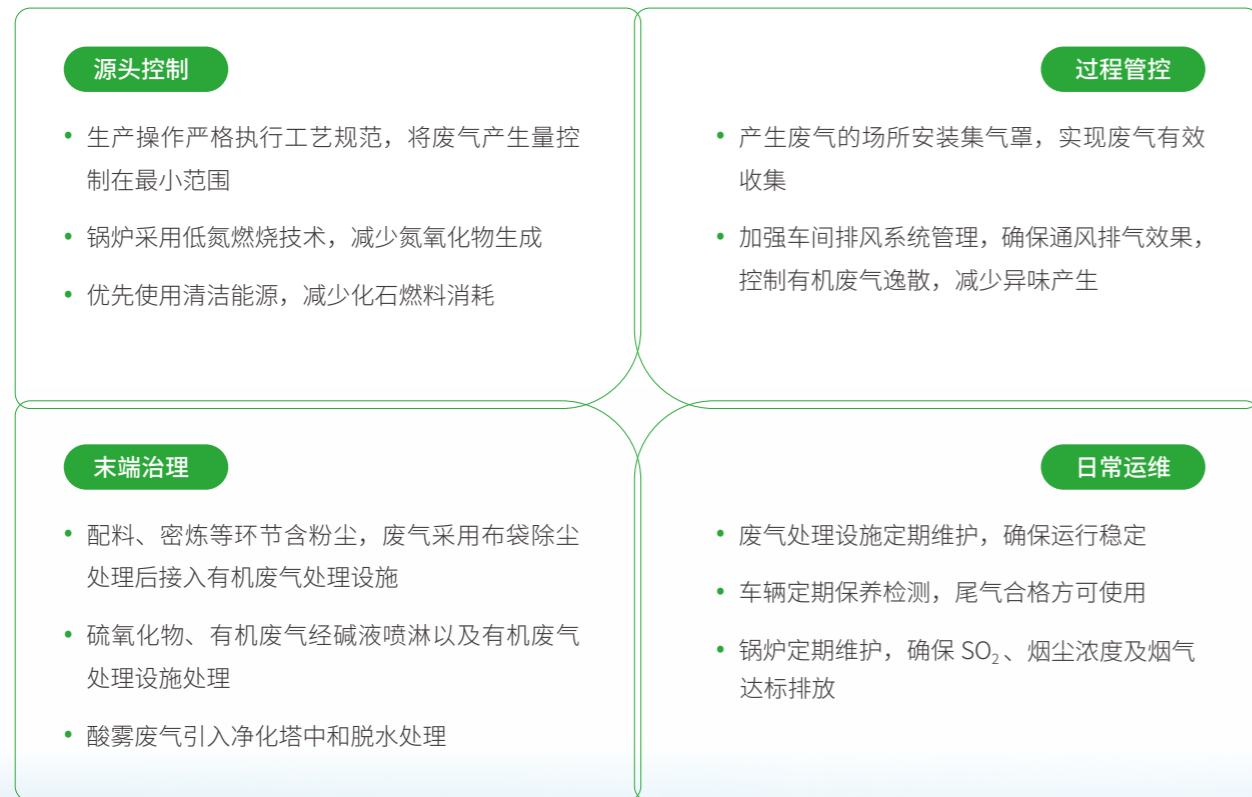 源头控制
• 生产操作严格执行工艺规范，将废气产生量控
制在最小范围
• 锅炉采用低氮燃烧技术，减少氮氧化物生成
• 优先使用清洁能源，减少化石燃料消耗
过程管控
• 产生废气的场所安装集气罩，实现废气有效
收集
• 加强车间排风系统管理，确保通风排气效果，
控制有机废气逸散，减少异味产生
末端治理
• 配料、密炼等环节含粉尘，废气采用布袋除尘
处理后接入有机废气处理设施
• 硫氧化物、有机废气经碱液喷淋以及有机废气
处理设施处理
• 酸雾废气引入净化塔中和脱水处理
日常运维
• 废气处理设施定期维护，确保运行稳定
• 车辆定期保养检测，尾气合格方可使用
• 锅炉定期维护，确保 SO₂、烟尘浓度及烟气
达标排放